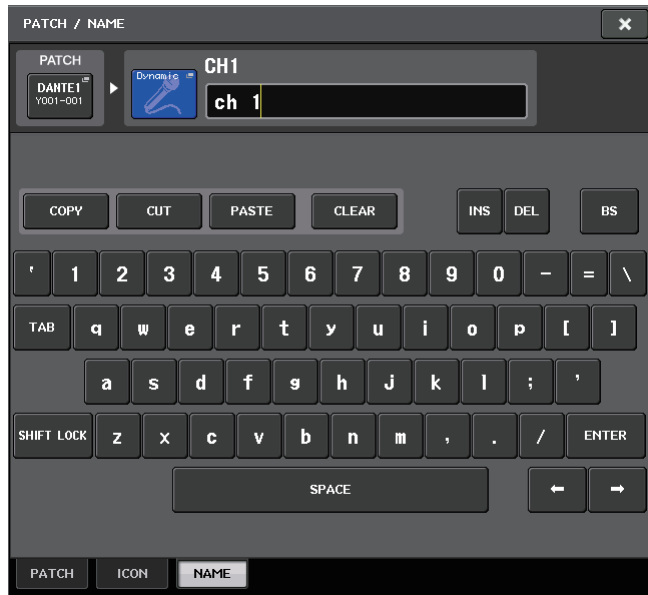 PATCH / NAME
PATCH
DANTE1
Y001-001
Dynamic
CH1
ch 1
COPY CUT PASTE CLEAR INS DEL BS
' 1 2 3 4 5 6 7 8 9 0 - = \
TAB q w e r t y u i o p [ ]
a s d f g h j k l ; '
SHIFT LOCK z x c v b n m , . / ENTER
SPACE ← →
PATCH ICON NAME